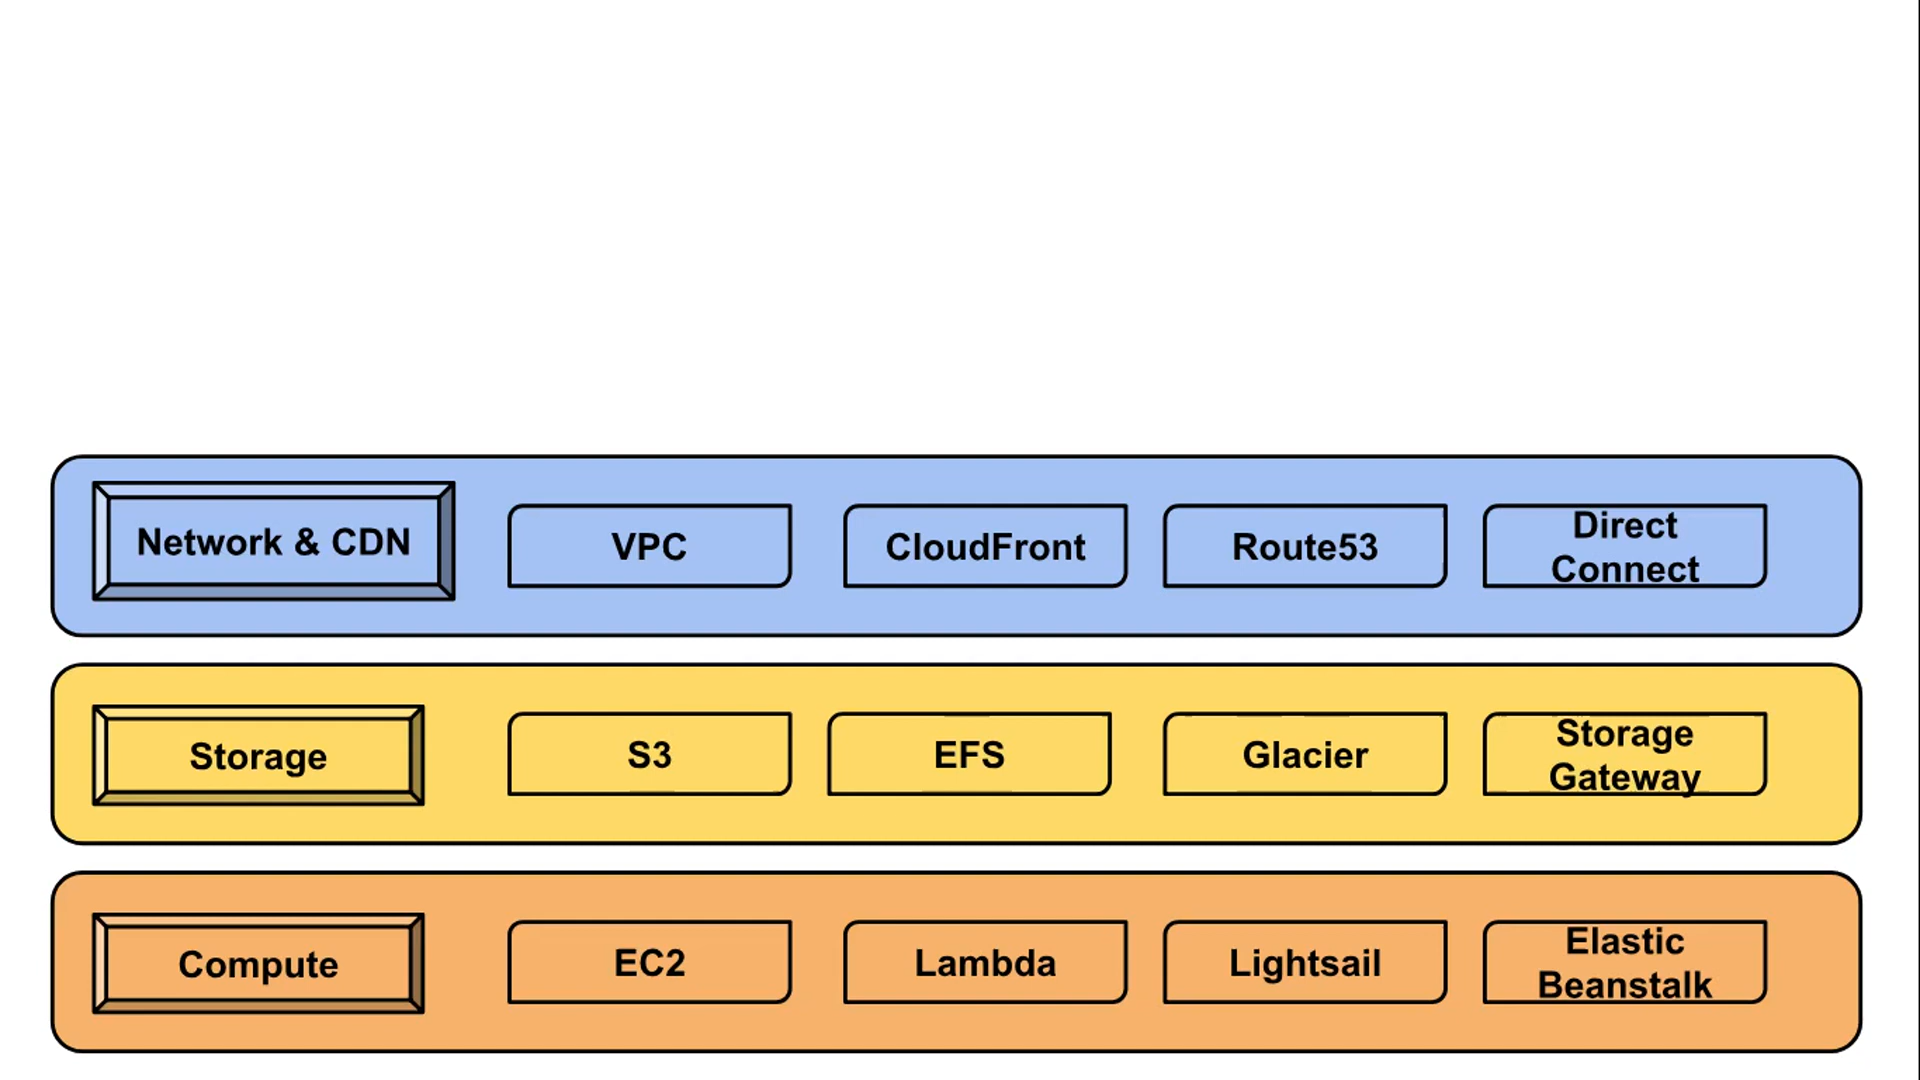 Network & CDN
VPC
CloudFront
Route53
Direct
Connect
Storage
S3
EFS
Glacier
Storage
Gateway
Compute
EC2
Lambda
Lightsail
Elastic
Beanstalk